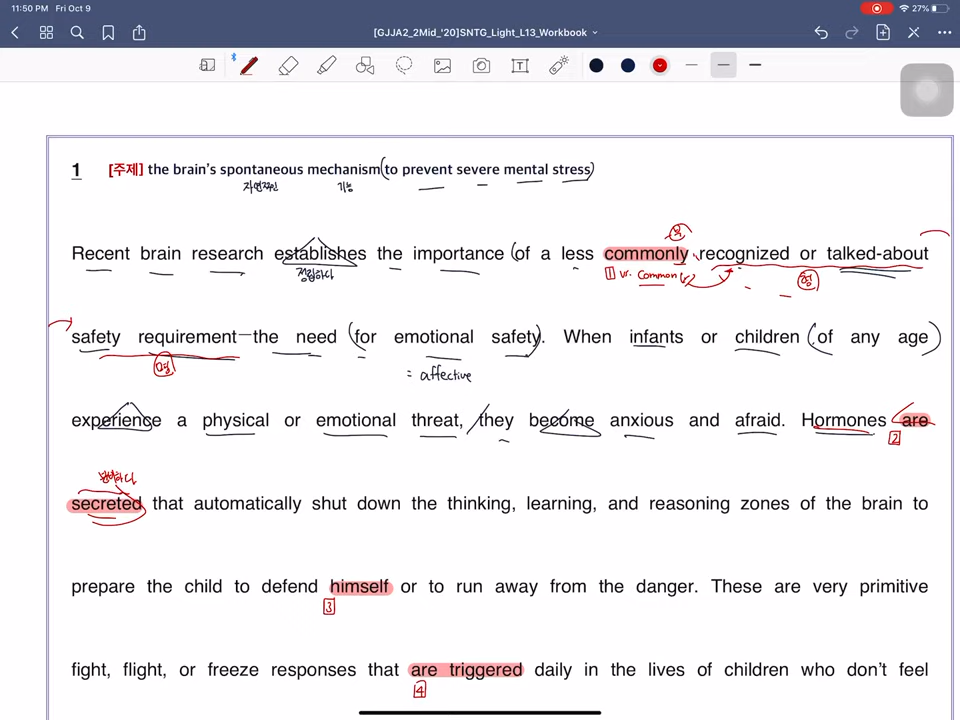 11:50 PM Fri Oct 9 27%
[GJJA2_2Mid_'20]SNTG_Light_L13_Workbook
1 [주제] the brain's spontaneous mechanism(to prevent severe mental stress)
자연적인 기능
부
Recent brain research establishes the importance (of a less commonly recognized or talked-about
정립하다 1 vs. Common 형
safety requirement—the need (for emotional safety). When infants or children (of any age)
명 = affective
experience a physical or emotional threat, they become anxious and afraid. Hormones are
2
분비하다
secreted that automatically shut down the thinking, learning, and reasoning zones of the brain to
prepare the child to defend himself or to run away from the danger. These are very primitive
3
fight, flight, or freeze responses that are triggered daily in the lives of children who don't feel
4